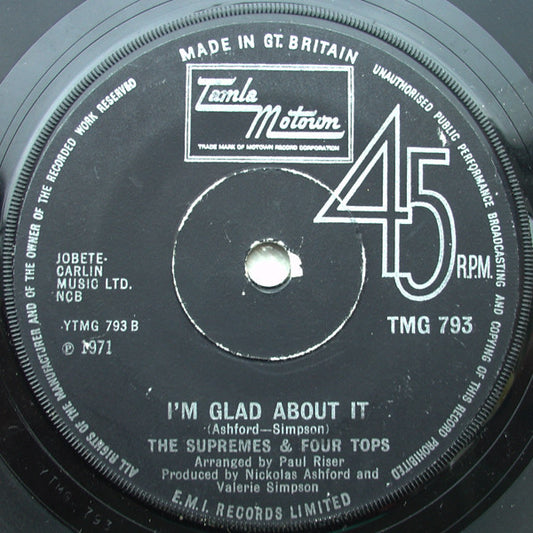 MADE IN GT. BRITAIN
UNAUTHORISED PUBLIC PERFORMANCE BROADCASTING AND COPYING OF THIS RECORD PROHIBITED
ALL RIGHTS OF THE MANUFACTURER AND OF THE OWNER OF THE RECORDED WORK RESERVED
Tamla
Motown
TRADE MARK OF MOTOWN RECORD CORPORATION
45
R.P.M.
JOBETE-
CARLIN
MUSIC LTD.
NCB
YTMG 793 B
℗ 1971
TMG 793
I'M GLAD ABOUT IT
(Ashford—Simpson)
THE SUPREMES & FOUR TOPS
Arranged by Paul Riser
Produced by Nickolas Ashford and
Valerie Simpson
E.M.I. RECORDS LIMITED
YTMG 793